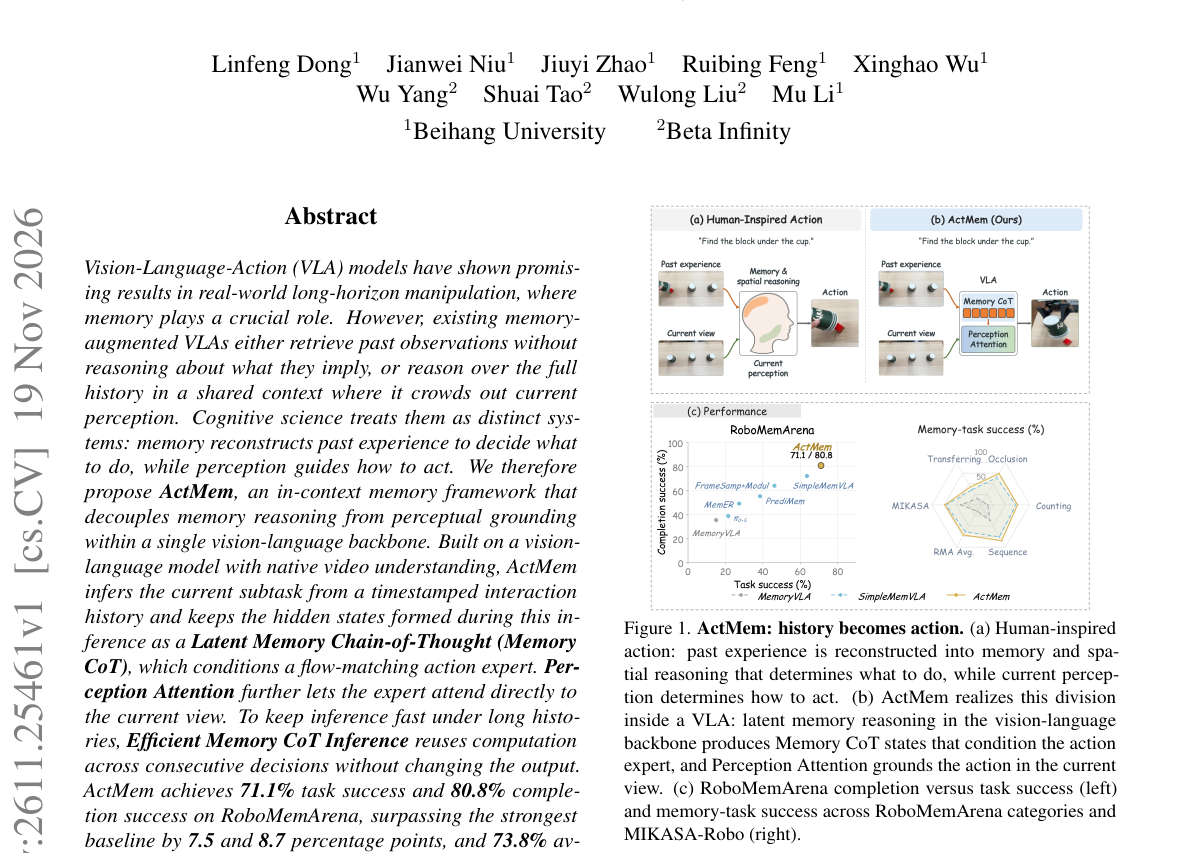 Linfeng Dong1 Jianwei Niu1 Jiuyi Zhao1 Ruibing Feng1 Xinghao Wu1
Wu Yang2 Shuai Tao2 Wulong Liu2 Mu Li1
1Beihang University 2Beta Infinity
:2611.25461v1 [cs.CV] 19 Nov 2026
Abstract
Vision-Language-Action (VLA) models have shown promis-
ing results in real-world long-horizon manipulation, where
memory plays a crucial role. However, existing memory-
augmented VLAs either retrieve past observations without
reasoning about what they imply, or reason over the full
history in a shared context where it crowds out current
perception. Cognitive science treats them as distinct sys-
tems: memory reconstructs past experience to decide what
to do, while perception guides how to act. We therefore
propose ActMem, an in-context memory framework that
decouples memory reasoning from perceptual grounding
within a single vision-language backbone. Built on a vision-
language model with native video understanding, ActMem
infers the current subtask from a timestamped interaction
history and keeps the hidden states formed during this in-
ference as a Latent Memory Chain-of-Thought (Memory
CoT), which conditions a flow-matching action expert. Per-
ception Attention further lets the expert attend directly to
the current view. To keep inference fast under long histo-
ries, Efficient Memory CoT Inference reuses computation
across consecutive decisions without changing the output.
ActMem achieves 71.1% task success and 80.8% comple-
tion success on RoboMemArena, surpassing the strongest
baseline by 7.5 and 8.7 percentage points, and 73.8% av-
(a) Human-Inspired Action
"Find the block under the cup."
Past experience
Memory &
spatial reasoning
Action
Current view
Current
perception
(b) ActMem (Ours)
"Find the block under the cup."
Past experience
VLA
Memory CoT
Action
Current view
Perception
Attention
(c) Performance
RoboMemArena
Completion success (%)
100
80
60
40
20
0
0 20 40 60 80
Task success (%)
ActMem
71.1 / 80.8
SimpleMemVLA
FrameSamp+Modul
PrediMem
MemER
π0.5
MemoryVLA
Memory-task success (%)
100
50
Transferring
Occlusion
MIKASA
Counting
RMA Avg.
Sequence
MemoryVLA SimpleMemVLA ActMem
Figure 1. ActMem: history becomes action. (a) Human-inspired
action: past experience is reconstructed into memory and spa-
tial reasoning that determines what to do, while current percep-
tion determines how to act. (b) ActMem realizes this division
inside a VLA: latent memory reasoning in the vision-language
backbone produces Memory CoT states that condition the action
expert, and Perception Attention grounds the action in the current
view. (c) RoboMemArena completion versus task success (left)
and memory-task success across RoboMemArena categories and
MIKASA-Robo (right).